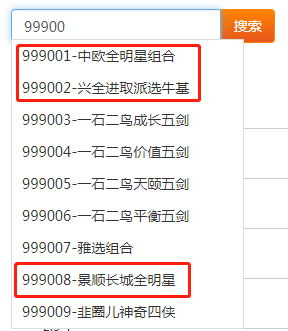 99900 搜索
999001-中欧全明星组合
999002-兴全进取派选牛基
999003-一石二鸟成长五剑
999004-一石二鸟价值五剑
999005-一石二鸟天颐五剑
999006-一石二鸟平衡五剑
999007-雅选组合
999008-景顺长城全明星
999009-韭圈儿神奇四侠